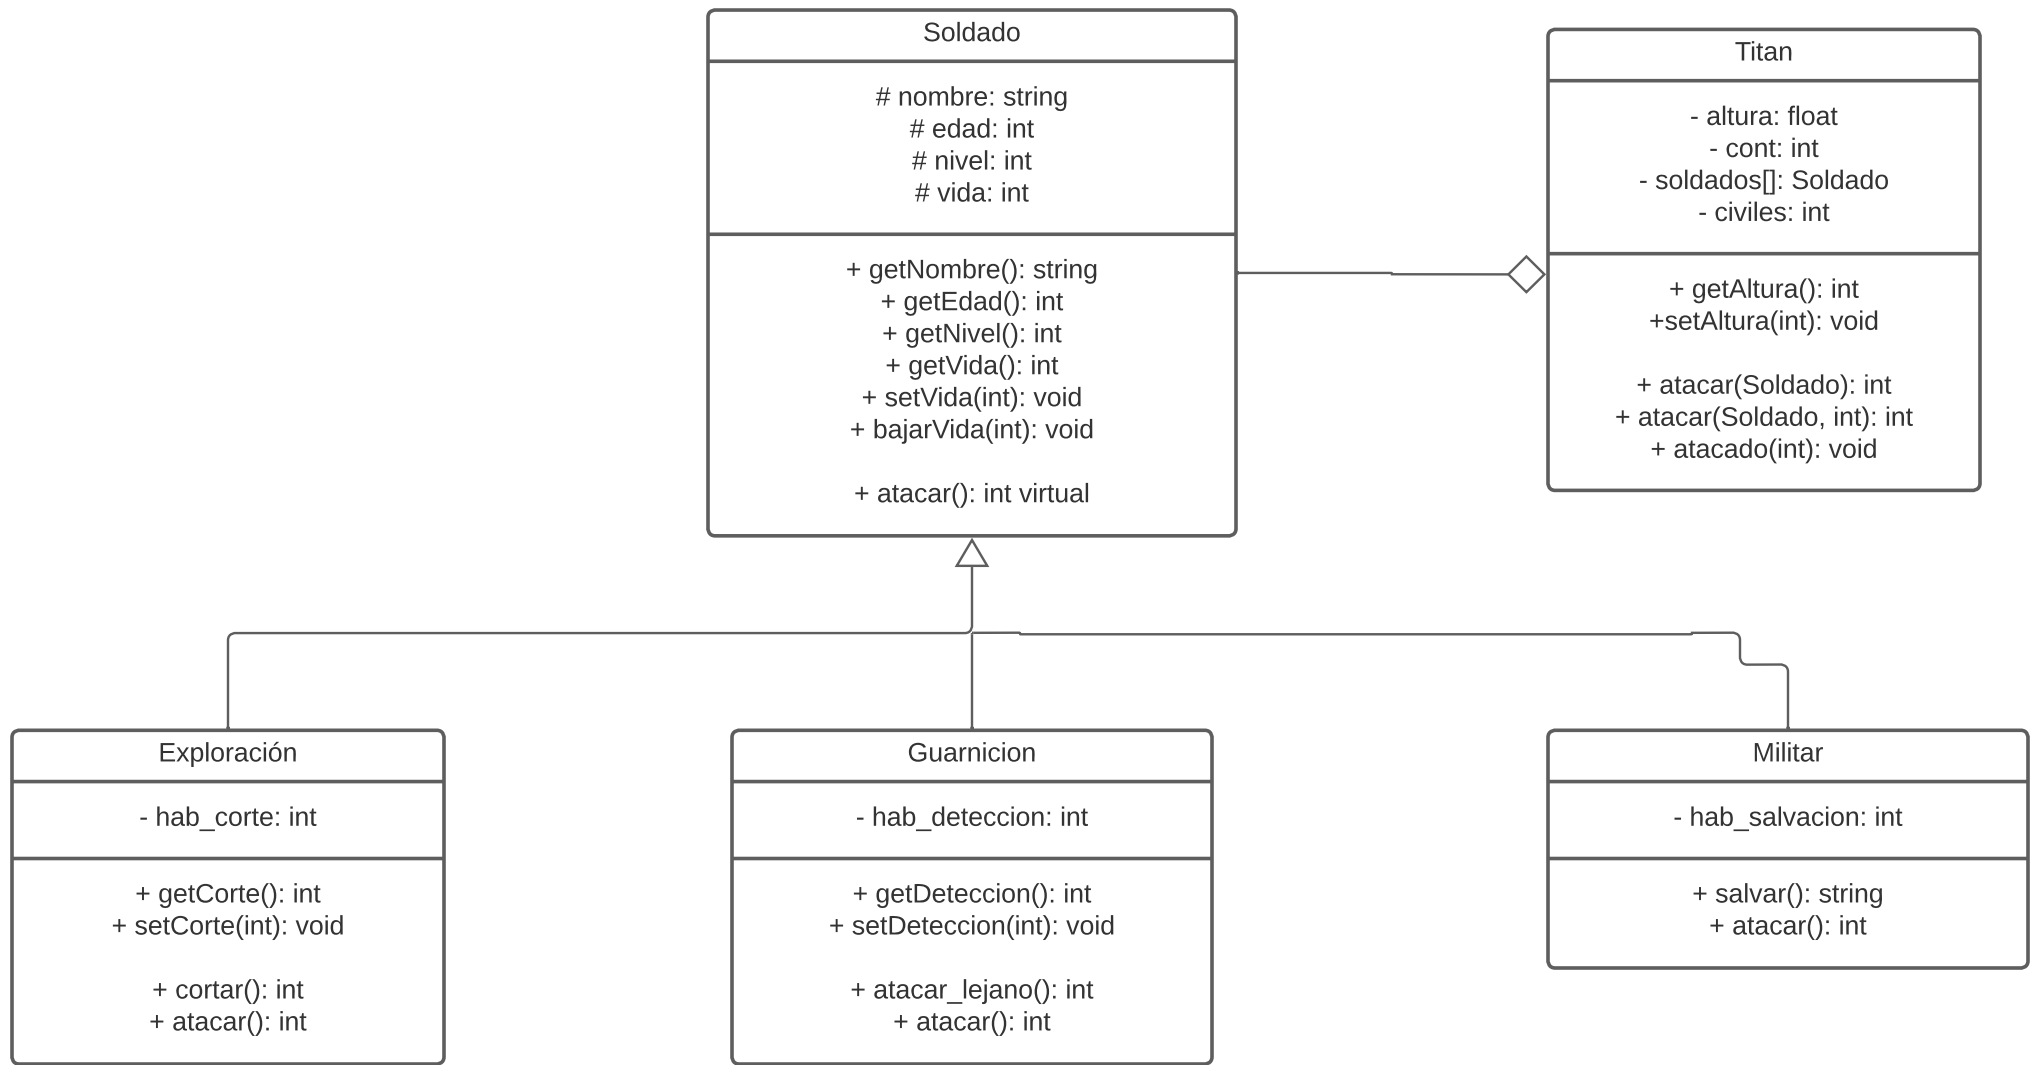 Soldado
# nombre: string
# edad: int
# nivel: int
# vida: int
+ getNombre(): string
+ getEdad(): int
+ getNivel(): int
+ getVida(): int
+ setVida(int): void
+ bajarVida(int): void
+ atacar(): int virtual
Titan
- altura: float
- cont: int
- soldados[]: Soldado
- civiles: int
+ getAltura(): int
+setAltura(int): void
+ atacar(Soldado): int
+ atacar(Soldado, int): int
+ atacado(int): void
Exploración
- hab_corte: int
+ getCorte(): int
+ setCorte(int): void
+ cortar(): int
+ atacar(): int
Guarnicion
- hab_deteccion: int
+ getDeteccion(): int
+ setDeteccion(int): void
+ atacar_lejano(): int
+ atacar(): int
Militar
- hab_salvacion: int
+ salvar(): string
+ atacar(): int